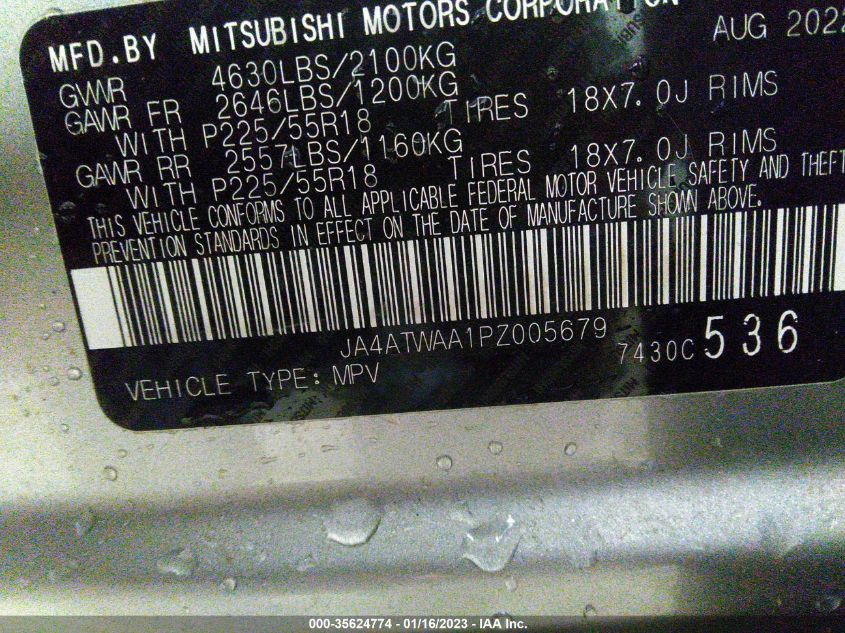 MFD.BY MITSUBISHI MOTORS CORPORATION AUG 2022
GVWR 4630LBS/2100KG
GAWR FR 2646LBS/1200KG
WITH P225/55R18 TIRES 18X7.0J RIMS
GAWR RR 2557LBS/1160KG
WITH P225/55R18 TIRES 18X7.0J RIMS
THIS VEHICLE CONFORMS TO ALL APPLICABLE FEDERAL MOTOR VEHICLE SAFETY AND THEFT
PREVENTION STANDARDS IN EFFECT ON THE DATE OF MANUFACTURE SHOWN ABOVE.
JA4ATWAA1PZ005679 7430C 536
VEHICLE TYPE: MPV
000-35624774 - 01/16/2023 - IAA Inc.